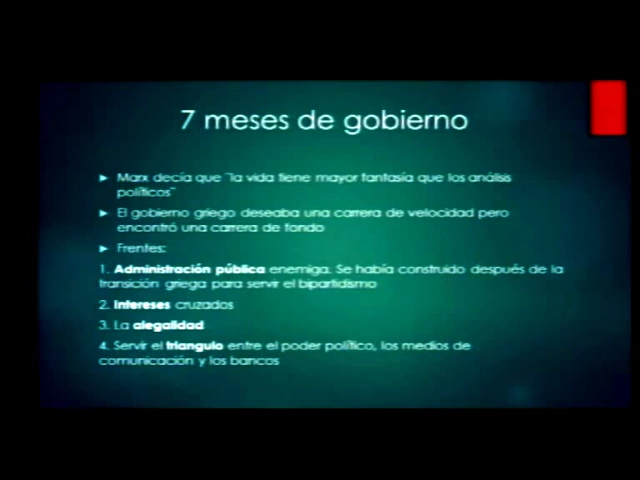 7 meses de gobierno
Marx decía que "la vida tiene mayor fantasía que los análisis
políticos"
El gobierno griego deseaba una carrera de velocidad pero
encontró una carrera de fondo
Frentes:
1. Administración pública enemiga. Se había construido después de la
transición griega para servir el bipartidismo
2. Intereses cruzados
3. La alegalidad
4. Servir el triangulo entre el poder político, los medios de
comunicación y los bancos